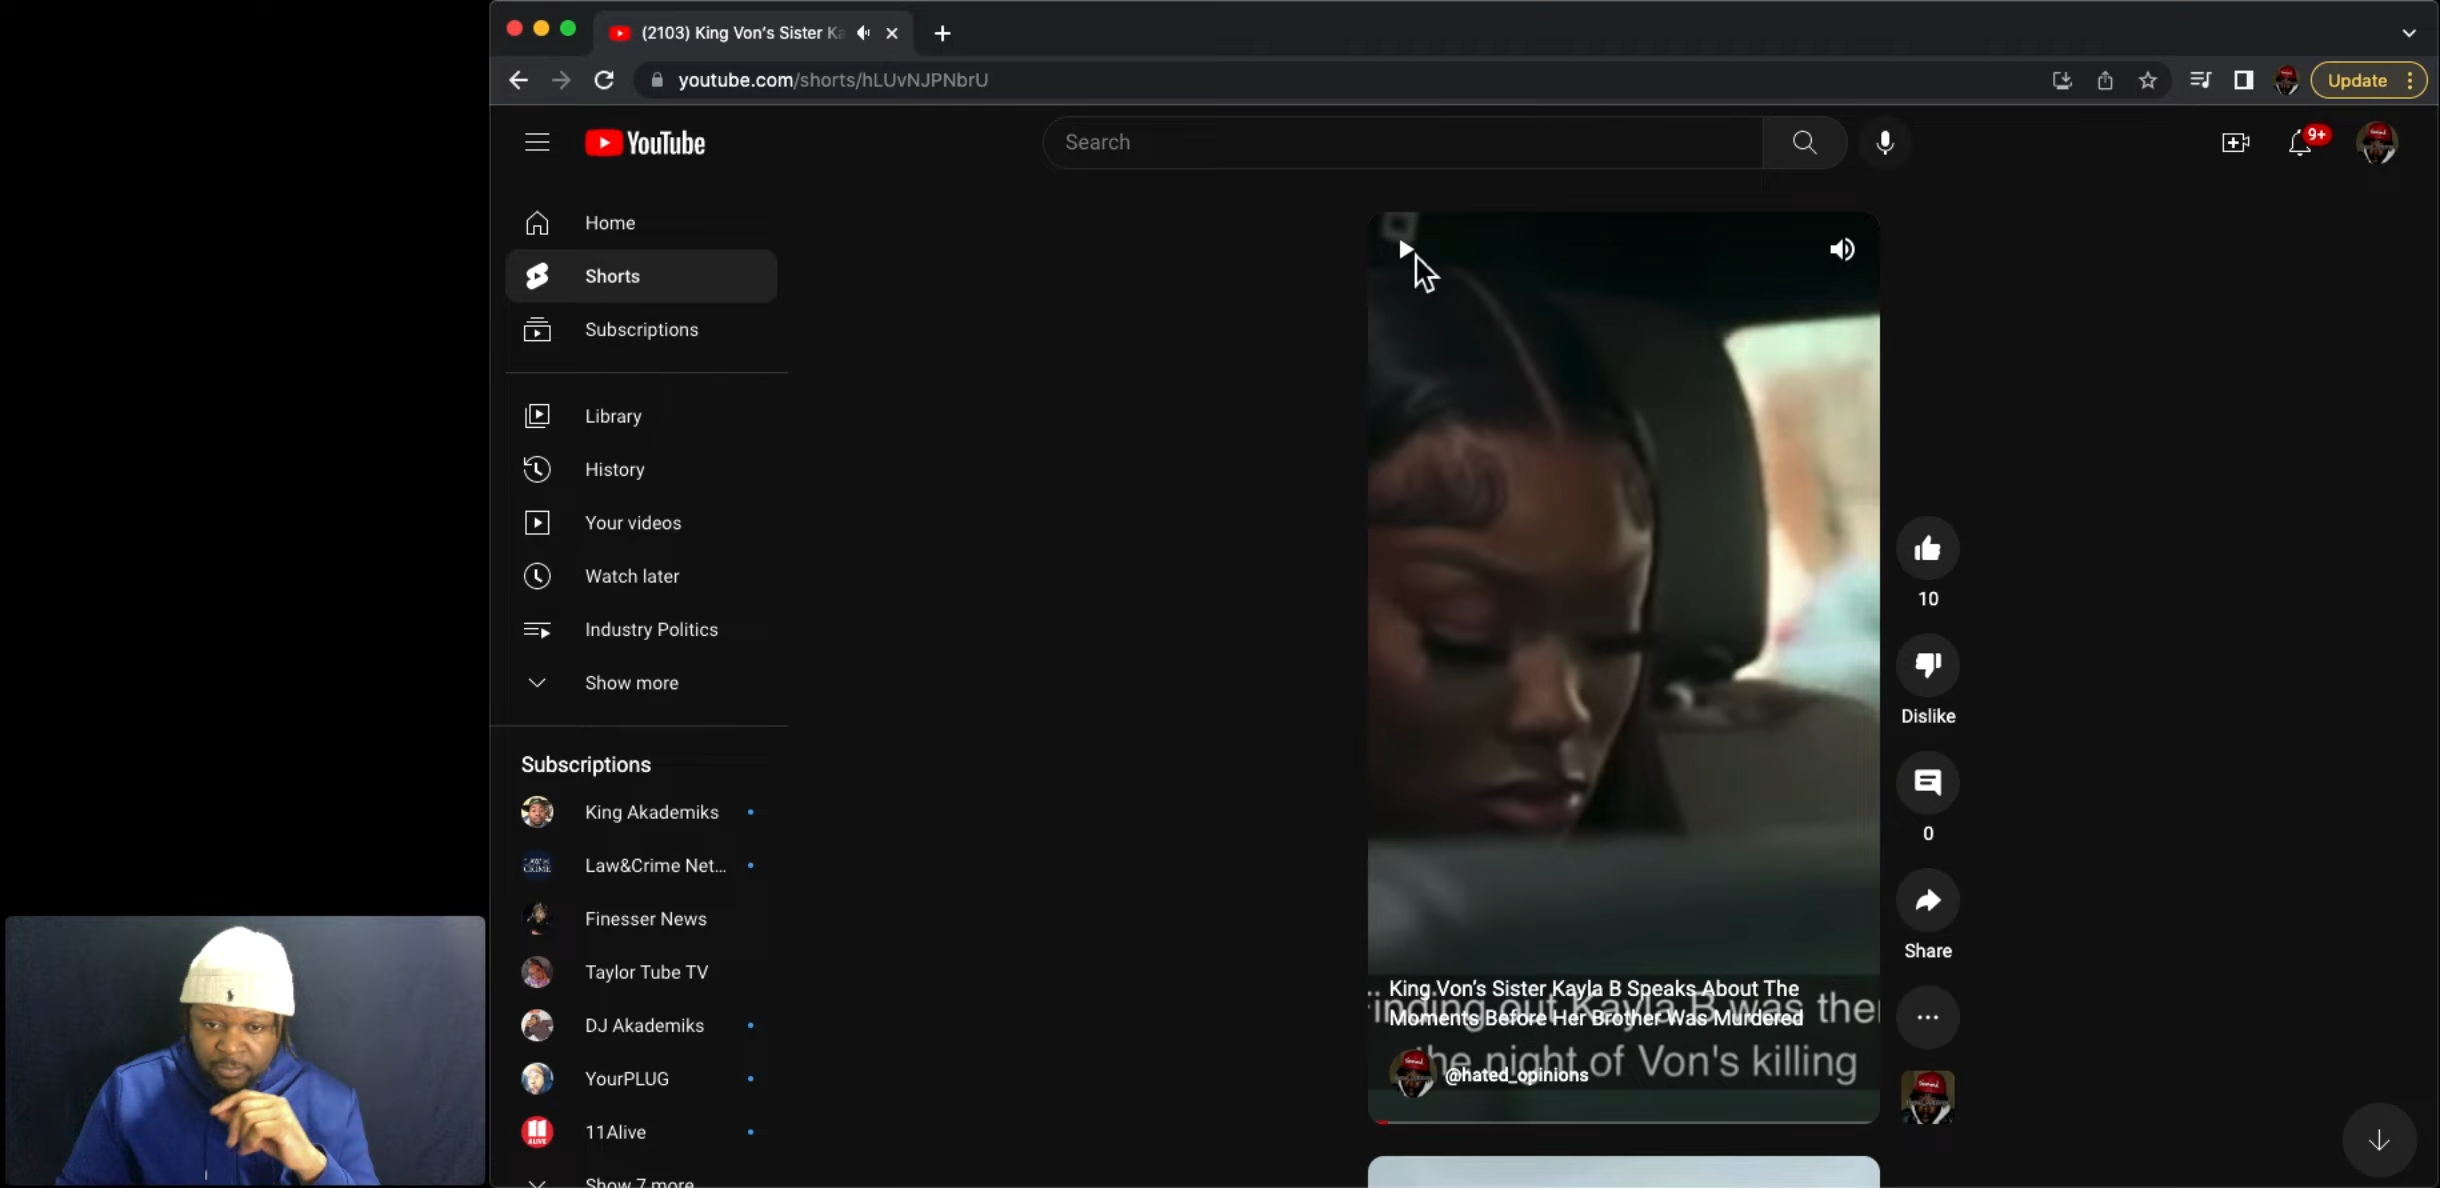 (2103) King Von's Sister Ka
youtube.com/shorts/hLUvNJPNbrU
Update
YouTube
Search
9+
Home
Shorts
Subscriptions
Library
History
Your videos
Watch later
Industry Politics
Show more
Subscriptions
King Akademiks
Law&Crime Net...
Finesser News
Taylor Tube TV
DJ Akademiks
YourPLUG
11Alive
Show 7 more
10
Dislike
0
Share
King Von's Sister Kayla B Speaks About The
Moments Before Her Brother Was Murdered
inding out Kayla B was the
the night of Von's killing
@hated_opinions